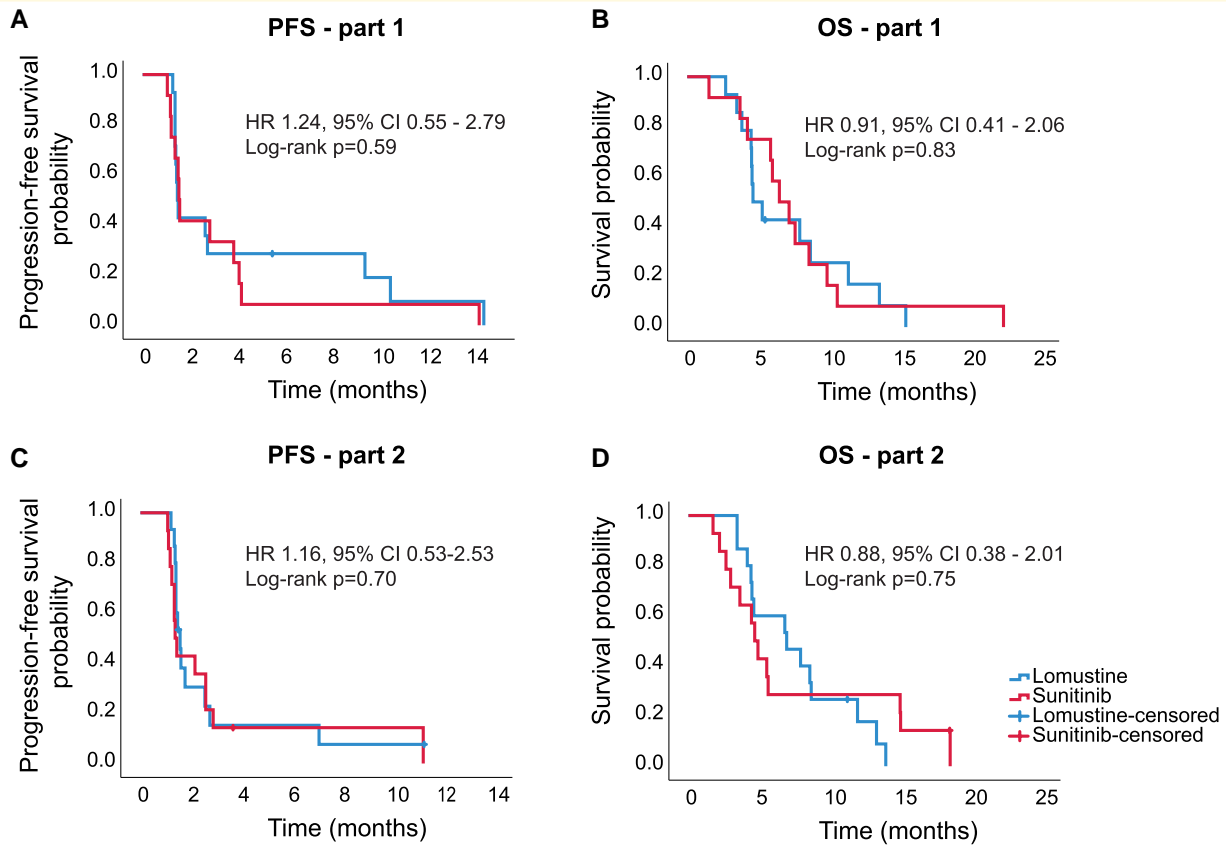 A
PFS - part 1
Progression-free survival
probability
1.0
0.8
0.6
0.4
0.2
0.0
HR 1.24, 95% CI 0.55 - 2.79
Log-rank p=0.59
0 2 4 6 8 10 12 14
Time (months)
B
OS - part 1
Survival probability
1.0
0.8
0.6
0.4
0.2
0.0
HR 0.91, 95% CI 0.41 - 2.06
Log-rank p=0.83
0 5 10 15 20 25
Time (months)
C
PFS - part 2
Progression-free survival
probability
1.0
0.8
0.6
0.4
0.2
0.0
HR 1.16, 95% CI 0.53-2.53
Log-rank p=0.70
0 2 4 6 8 10 12 14
Time (months)
D
OS - part 2
Survival probability
1.0
0.8
0.6
0.4
0.2
0.0
HR 0.88, 95% CI 0.38 - 2.01
Log-rank p=0.75
Lomustine
Sunitinib
Lomustine-censored
Sunitinib-censored
0 5 10 15 20 25
Time (months)